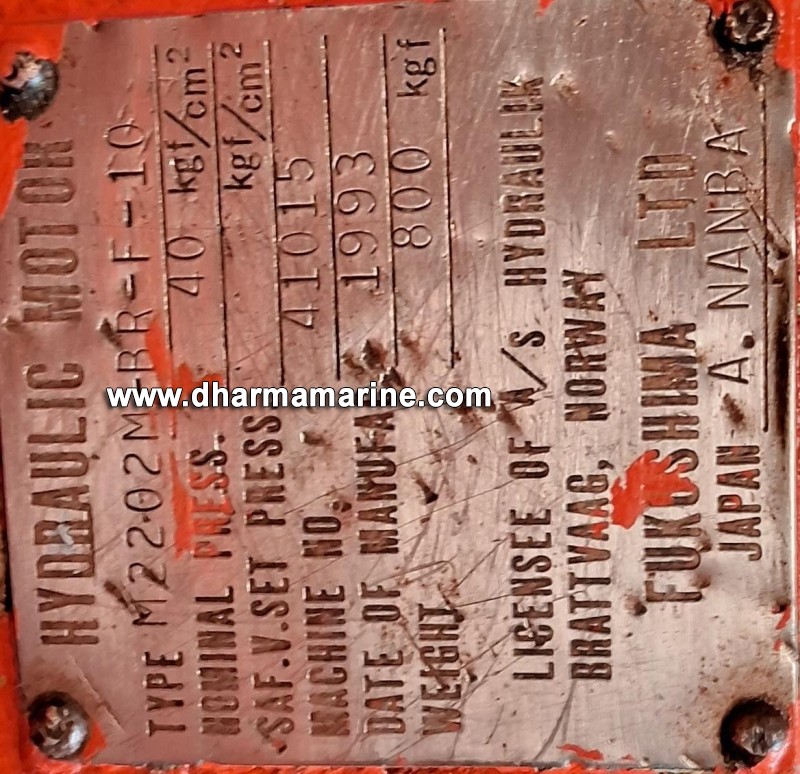 HYDRAULIC MOTOR
TYPE M2202M-BR-F-10
NOMINAL PRESS. 40 kgf/cm²
SAF.V.SET PRESS kgf/cm²
MACHINE NO. 41015
DATE OF MANUFA 1993
WEIGHT 800 kgf
LICENSEE OF A/S HYDRAULIK
BRATTVAAG, NORWAY
FUKUSHIMA LTD
JAPAN A. NANBA
www.dharmamarine.com